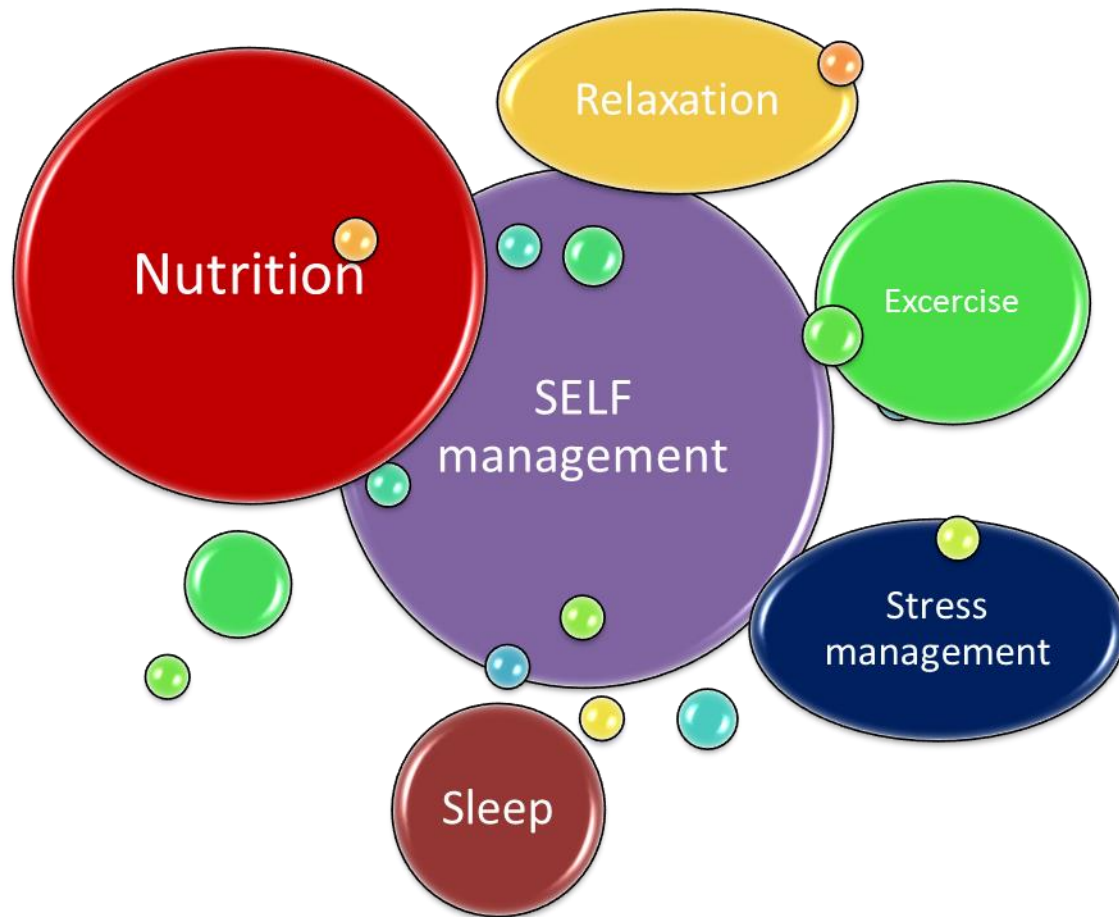 Relaxation
Nutrition
Excercise
SELF
management
Stress
management
Sleep